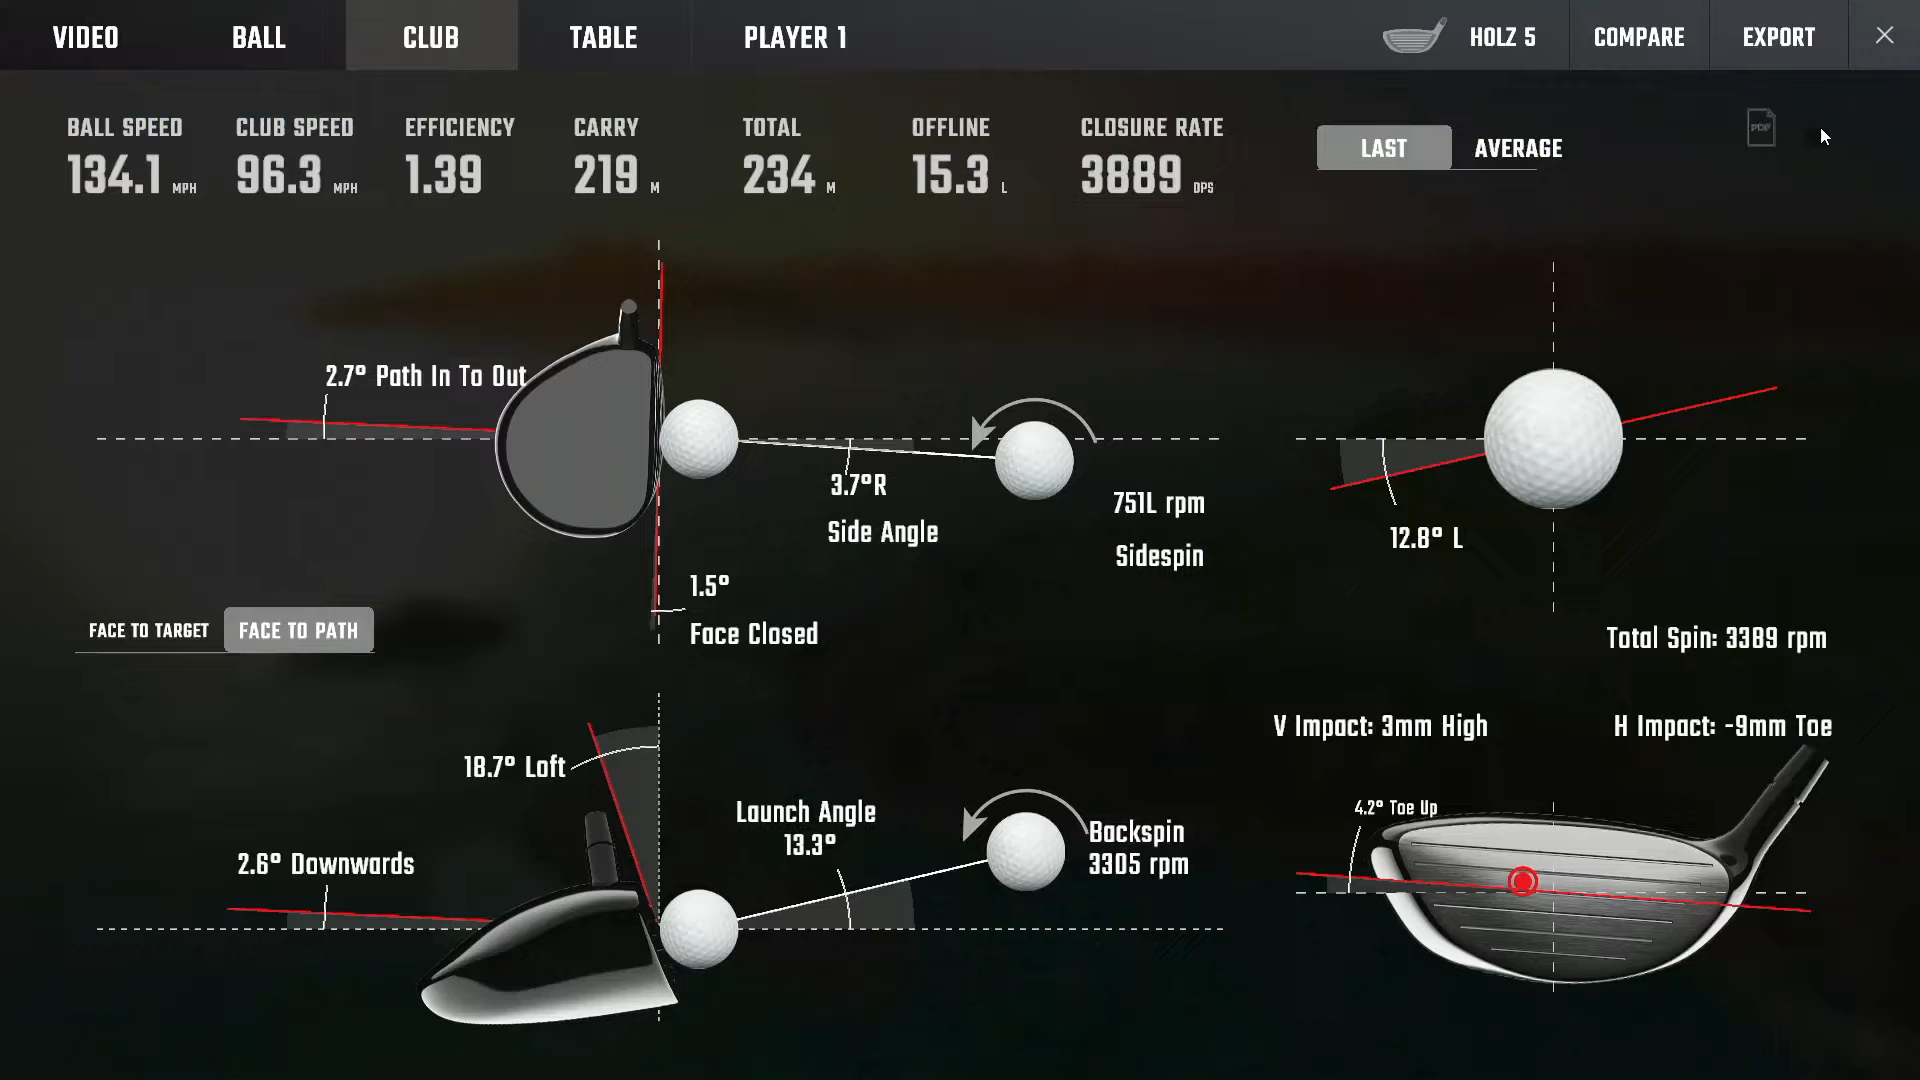 VIDEO
BALL
CLUB
TABLE
PLAYER 1
HOLZ 5
COMPARE
EXPORT
BALL SPEED
134.1 MPH
CLUB SPEED
96.3 MPH
EFFICIENCY
1.39
CARRY
219 M
TOTAL
234 M
OFFLINE
15.3 L
CLOSURE RATE
3889 DPS
LAST
AVERAGE
PDF
2.7° Path In To Out
3.7°R
Side Angle
751L rpm
Sidespin
12.8° L
1.5°
Face Closed
FACE TO TARGET
FACE TO PATH
Total Spin: 3389 rpm
18.7° Loft
Launch Angle
13.3°
Backspin
3305 rpm
2.6° Downwards
V Impact: 3mm High
H Impact: -9mm Toe
4.2° Toe Up